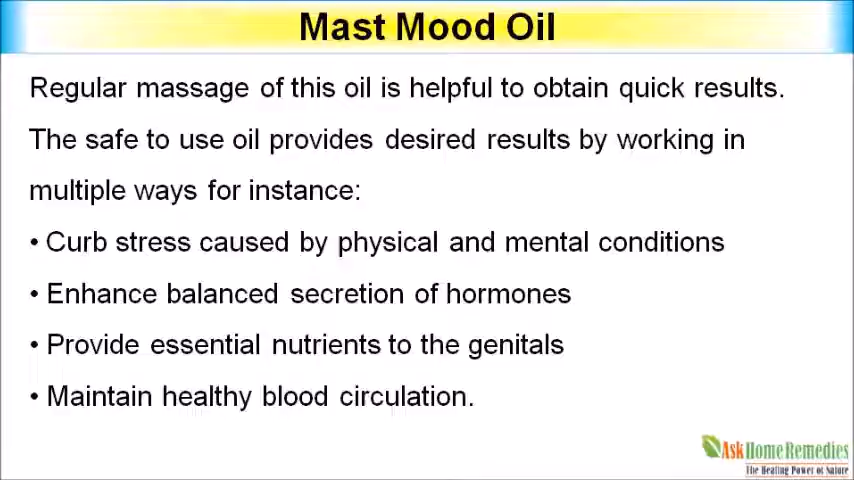 Mast Mood Oil
Regular massage of this oil is helpful to obtain quick results.
The safe to use oil provides desired results by working in
multiple ways for instance:
• Curb stress caused by physical and mental conditions
• Enhance balanced secretion of hormones
• Provide essential nutrients to the genitals
• Maintain healthy blood circulation.
AskHomeRemedies
The Healing Power of Nature